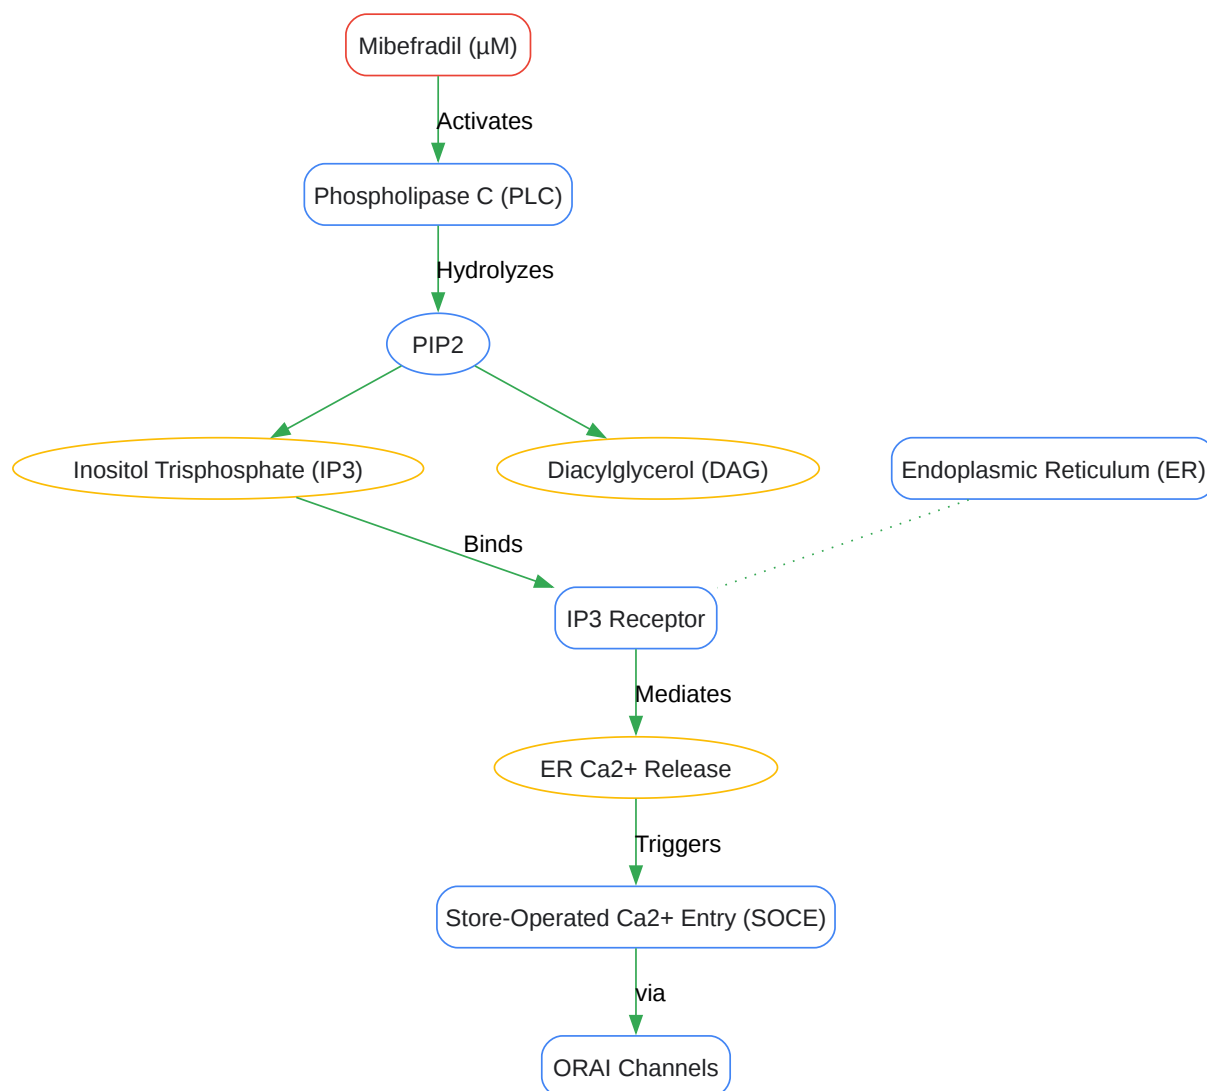 Mibefradil (µM)
Activates
Phospholipase C (PLC)
Hydrolyzes
PIP2
Inositol Trisphosphate (IP3)
Diacylglycerol (DAG)
Endoplasmic Reticulum (ER)
Binds
IP3 Receptor
Mediates
ER Ca2+ Release
Triggers
Store-Operated Ca2+ Entry (SOCE)
via
ORAI Channels